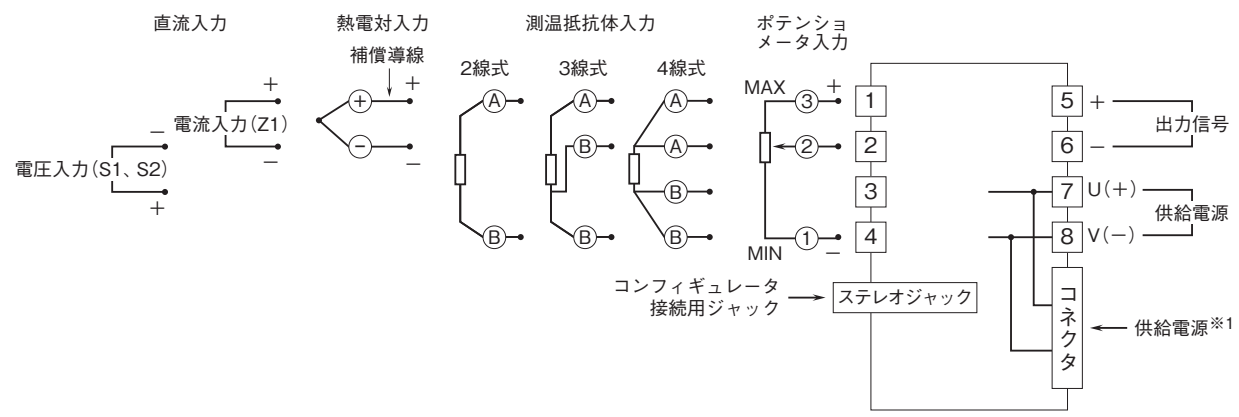 直流入力
熱電対入力
測温抵抗体入力
ポテンショ
メータ入力
補償導線
2線式
3線式
4線式
+
−
電流入力(Z1)
−
電圧入力(S1、S2)
+
+
+
−
−
A
B
A
B
B
A
A
B
B
MAX
3
+
2
MIN
1
−
1
2
3
4
5
+
6
−
出力信号
7
U(+)
8
V(−)
供給電源
コンフィギュレータ
接続用ジャック
ステレオジャック
コネクタ
供給電源※1